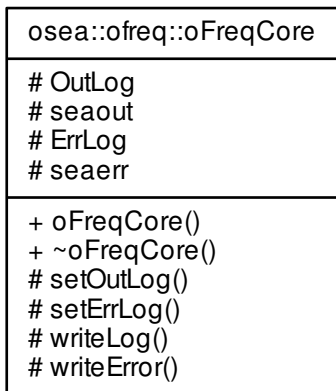 osea::ofreq::oFreqCore
# OutLog
# seaout
# ErrLog
# seaerr
+ oFreqCore()
+ ~oFreqCore()
# setOutLog()
# setErrLog()
# writeLog()
# writeError()